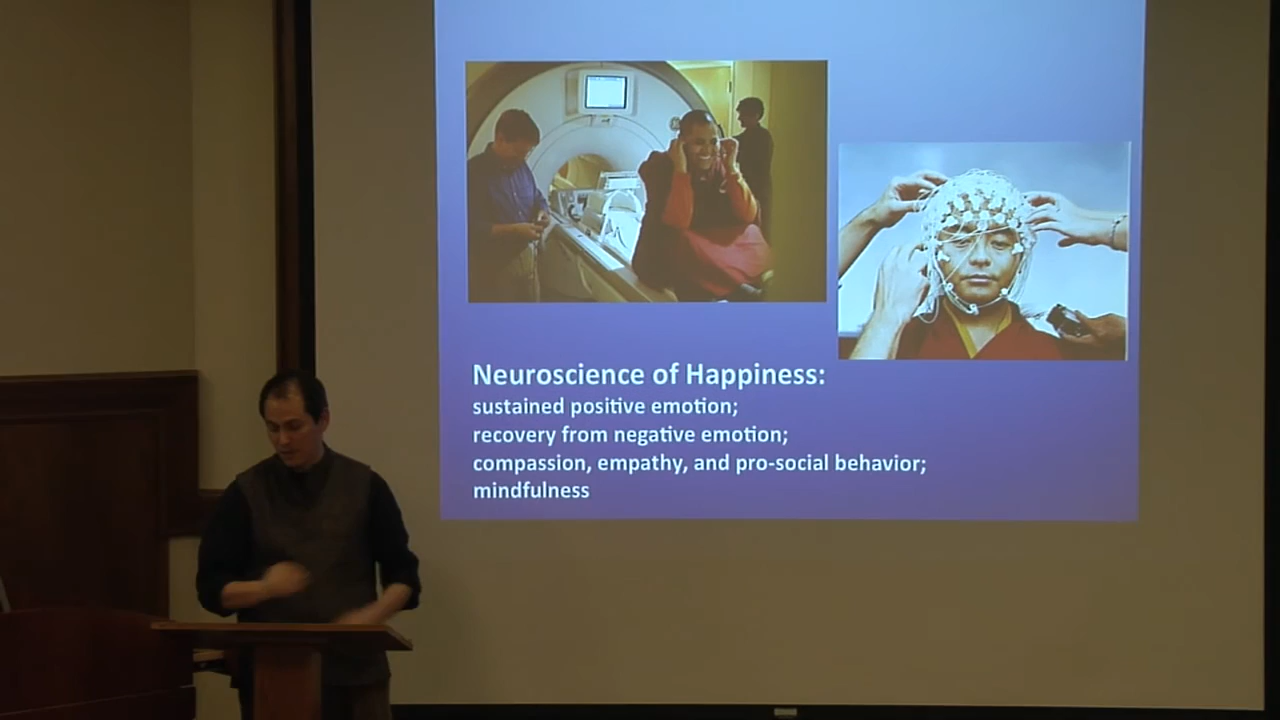 Neuroscience of Happiness:
sustained positive emotion;
recovery from negative emotion;
compassion, empathy, and pro-social behavior;
mindfulness